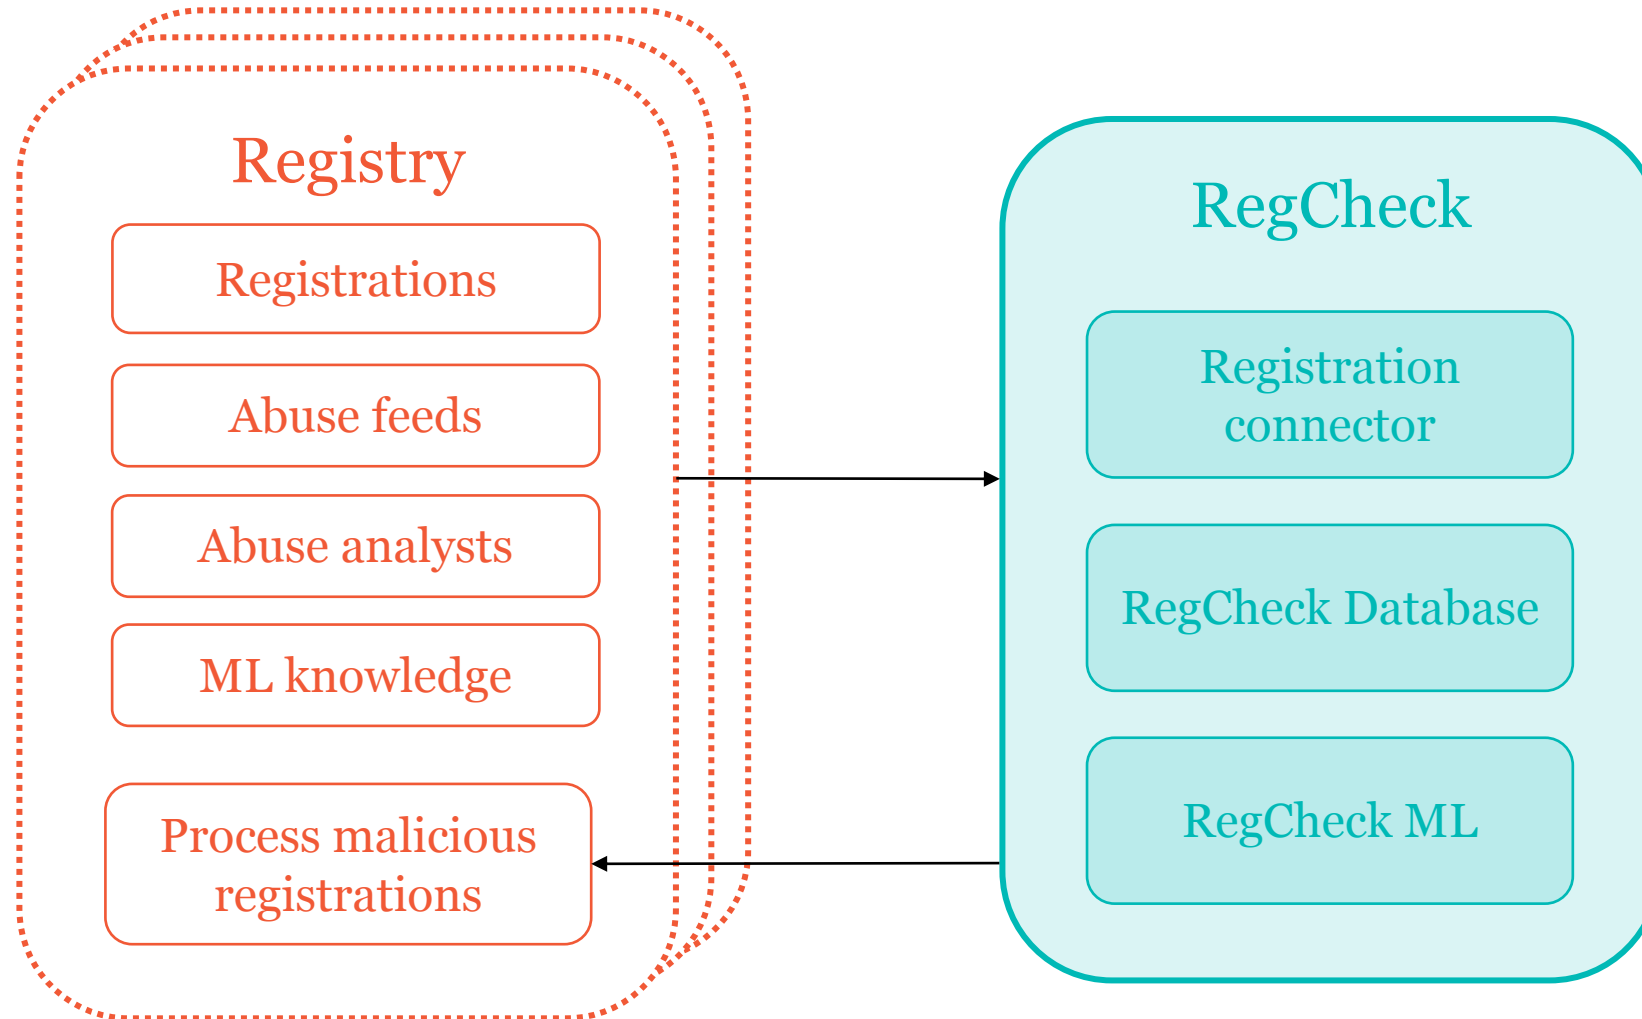 Registry
Registrations
Abuse feeds
Abuse analysts
ML knowledge
Process malicious
registrations
RegCheck
Registration
connector
RegCheck Database
RegCheck ML